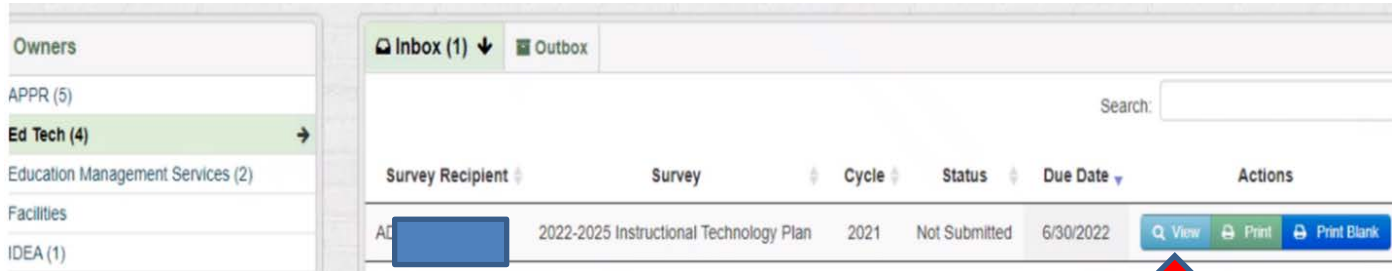 Owners
APPR (5)
Ed Tech (4)
Education Management Services (2)
Facilities
IDEA (1)
Inbox (1) Outbox
Search:
Survey Recipient Survey Cycle Status Due Date Actions
AD 2022-2025 Instructional Technology Plan 2021 Not Submitted 6/30/2022 View Print Print Blank